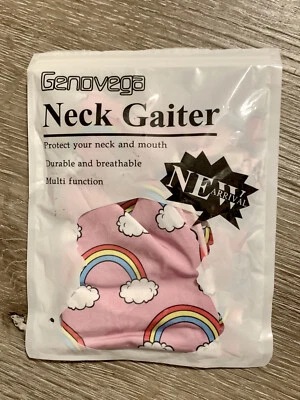 Genovega
Neck Gaiter
Protect your neck and mouth
Durable and breathable
Multi function
NEW
ARRIVAL